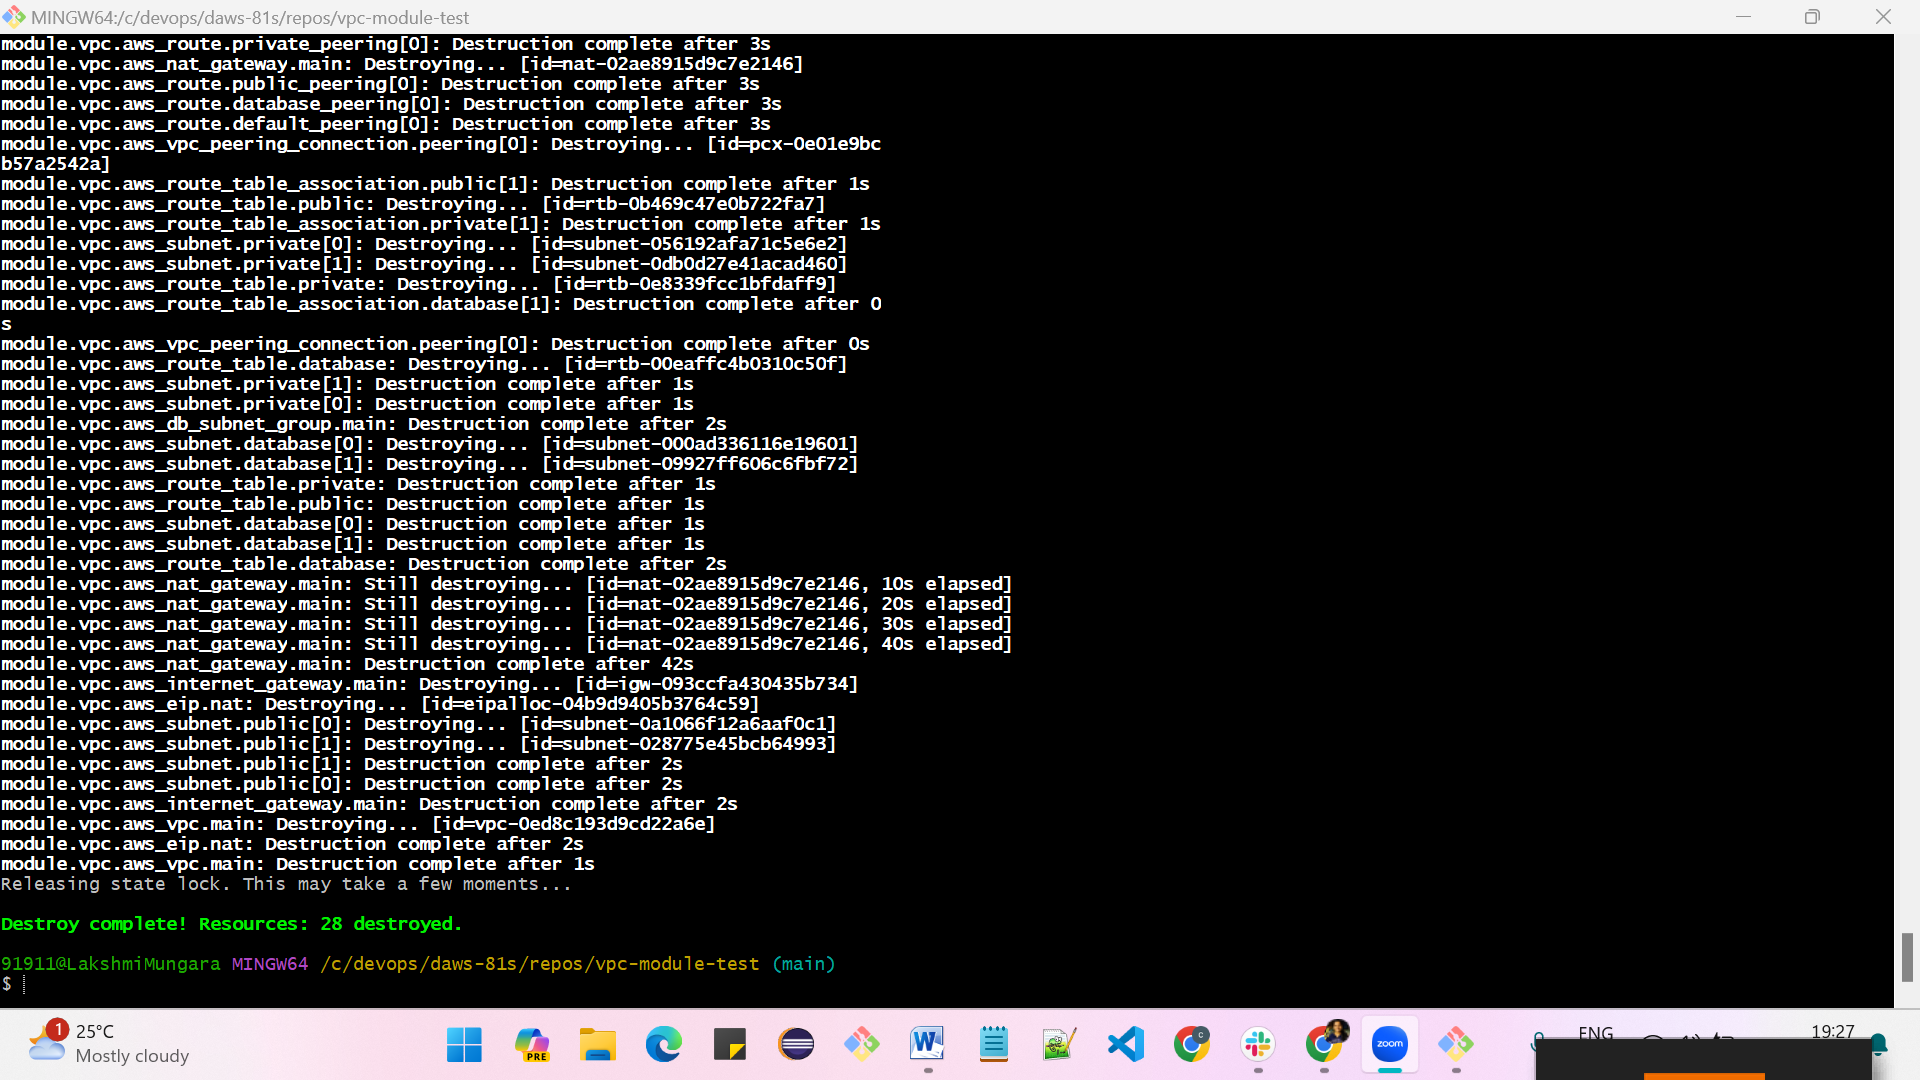 MINGW64:/c/devops/daws-81s/repos/vpc-module-test
module.vpc.aws_route.private_peering[0]: Destruction complete after 3s
module.vpc.aws_nat_gateway.main: Destroying... [id=nat-02ae8915d9c7e2146]
module.vpc.aws_route.public_peering[0]: Destruction complete after 3s
module.vpc.aws_route.database_peering[0]: Destruction complete after 3s
module.vpc.aws_route.default_peering[0]: Destruction complete after 3s
module.vpc.aws_vpc_peering_connection.peering[0]: Destroying... [id=pcx-0e01e9bc
b57a2542a]
module.vpc.aws_route_table_association.public[1]: Destruction complete after 1s
module.vpc.aws_route_table.public: Destroying... [id=rtb-0b469c47e0b722fa7]
module.vpc.aws_route_table_association.private[1]: Destruction complete after 1s
module.vpc.aws_subnet.private[0]: Destroying... [id=subnet-056192afa71c5e6e2]
module.vpc.aws_subnet.private[1]: Destroying... [id=subnet-0db0d27e41acad460]
module.vpc.aws_route_table.private: Destroying... [id=rtb-0e8339fcc1bfdaff9]
module.vpc.aws_route_table_association.database[1]: Destruction complete after 0
s
module.vpc.aws_vpc_peering_connection.peering[0]: Destruction complete after 0s
module.vpc.aws_route_table.database: Destroying... [id=rtb-00eaffc4b0310c50f]
module.vpc.aws_subnet.private[1]: Destruction complete after 1s
module.vpc.aws_subnet.private[0]: Destruction complete after 1s
module.vpc.aws_db_subnet_group.main: Destruction complete after 2s
module.vpc.aws_subnet.database[0]: Destroying... [id=subnet-000ad336116e19601]
module.vpc.aws_subnet.database[1]: Destroying... [id=subnet-09927ff606c6fbf72]
module.vpc.aws_route_table.private: Destruction complete after 1s
module.vpc.aws_route_table.public: Destruction complete after 1s
module.vpc.aws_subnet.database[0]: Destruction complete after 1s
module.vpc.aws_subnet.database[1]: Destruction complete after 1s
module.vpc.aws_route_table.database: Destruction complete after 2s
module.vpc.aws_nat_gateway.main: Still destroying... [id=nat-02ae8915d9c7e2146, 10s elapsed]
module.vpc.aws_nat_gateway.main: Still destroying... [id=nat-02ae8915d9c7e2146, 20s elapsed]
module.vpc.aws_nat_gateway.main: Still destroying... [id=nat-02ae8915d9c7e2146, 30s elapsed]
module.vpc.aws_nat_gateway.main: Still destroying... [id=nat-02ae8915d9c7e2146, 40s elapsed]
module.vpc.aws_nat_gateway.main: Destruction complete after 42s
module.vpc.aws_internet_gateway.main: Destroying... [id=igw-093ccfa430435b734]
module.vpc.aws_eip.nat: Destroying... [id=eipalloc-04b9d9405b3764c59]
module.vpc.aws_subnet.public[0]: Destroying... [id=subnet-0a1066f12a6aaf0c1]
module.vpc.aws_subnet.public[1]: Destroying... [id=subnet-028775e45bcb64993]
module.vpc.aws_subnet.public[1]: Destruction complete after 2s
module.vpc.aws_subnet.public[0]: Destruction complete after 2s
module.vpc.aws_internet_gateway.main: Destruction complete after 2s
module.vpc.aws_vpc.main: Destroying... [id=vpc-0ed8c193d9cd22a6e]
module.vpc.aws_eip.nat: Destruction complete after 2s
module.vpc.aws_vpc.main: Destruction complete after 1s
Releasing state lock. This may take a few moments...
Destroy complete! Resources: 28 destroyed.
91911@LakshmiMungara MINGW64 /c/devops/daws-81s/repos/vpc-module-test (main)
$
1 25°C
Mostly cloudy
PRE
C
zoom
ENG
19:27